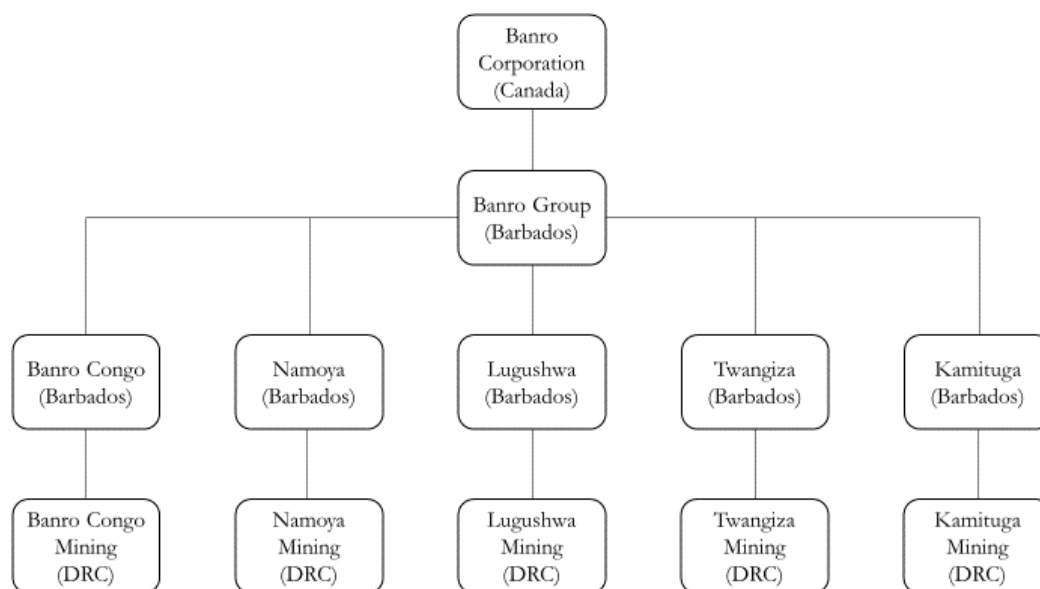 Banro
Corporation
(Canada)
Banro Group
(Barbados)
Banro Congo
(Barbados)
Namoya
(Barbados)
Lugushwa
(Barbados)
Twangiza
(Barbados)
Kamituga
(Barbados)
Banro Congo
Mining
(DRC)
Namoya
Mining
(DRC)
Lugushwa
Mining
(DRC)
Twangiza
Mining
(DRC)
Kamituga
Mining
(DRC)